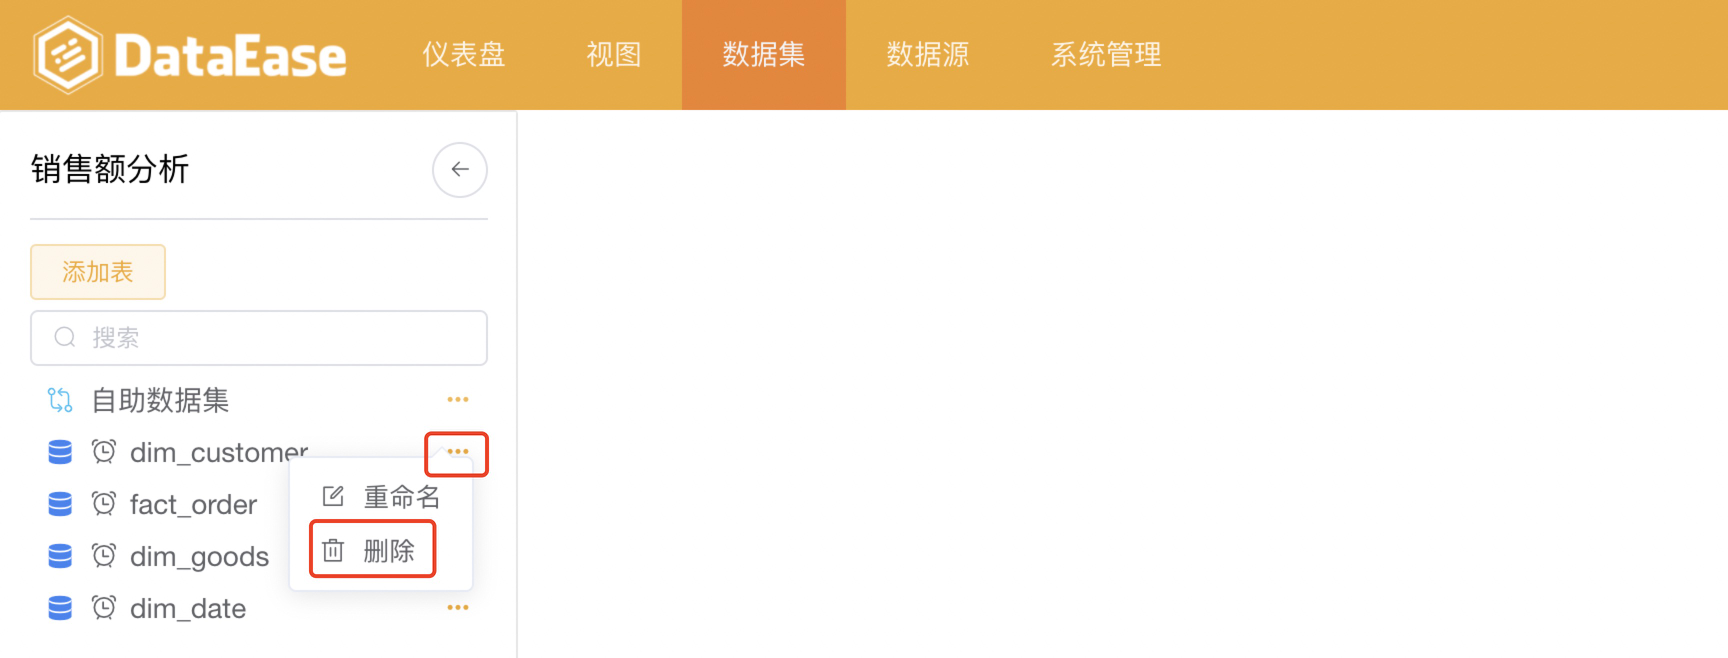 DataEase 仪表盘 视图 数据集 数据源 系统管理
销售额分析
添加表
搜索
自助数据集
dim_customer
重命名
fact_order
删除
dim_goods
dim_date